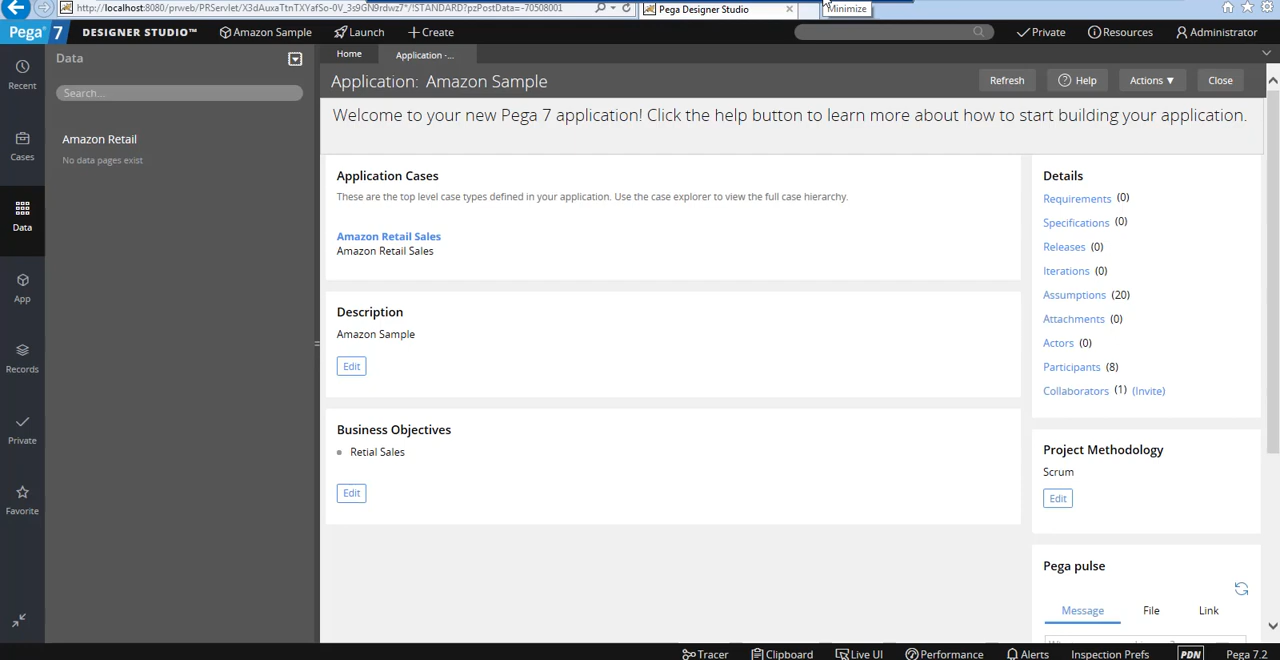 http://localhost:8080/prweb/PRServlet/X3dAuxaTtnTXYafSo-0V_3s9GN9rdwz7*/!STANDARD?pzPostData=-70508001
Pega Designer Studio
Minimize
Pega 7
DESIGNER STUDIO™
Amazon Sample
Launch
Create
Private
Resources
Administrator
Recent
Cases
Data
App
Records
Private
Favorite
Data
Search...
Amazon Retail
No data pages exist
Home
Application -...
Application: Amazon Sample
Refresh
Help
Actions
Close
Welcome to your new Pega 7 application! Click the help button to learn more about how to start building your application.
Application Cases
These are the top level case types defined in your application. Use the case explorer to view the full case hierarchy.
Amazon Retail Sales
Amazon Retail Sales
Description
Amazon Sample
Edit
Business Objectives
Retial Sales
Edit
Details
Requirements (0)
Specifications (0)
Releases (0)
Iterations (0)
Assumptions (20)
Attachments (0)
Actors (0)
Participants (8)
Collaborators (1) (Invite)
Project Methodology
Scrum
Edit
Pega pulse
Message
File
Link
Tracer
Clipboard
Live UI
Performance
Alerts
Inspection Prefs
PDN
Pega 7.2